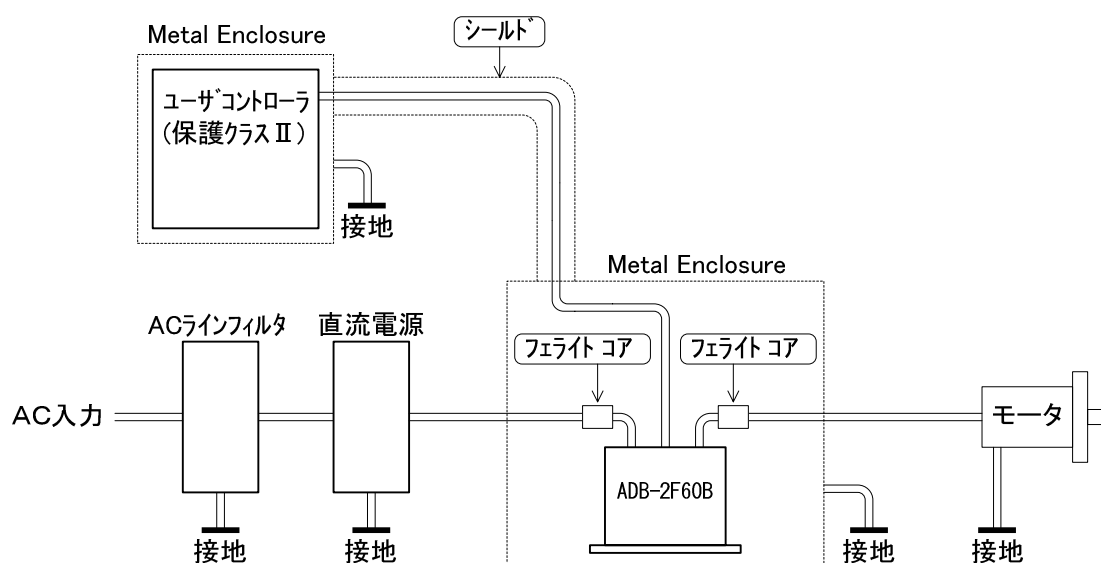 Metal Enclosure
シールド
ユーザコントローラ
(保護クラスⅡ)
接地
Metal Enclosure
ACラインフィルタ
直流電源
フェライト コア
フェライト コア
AC入力
モータ
ADB-2F60B
接地
接地
接地
接地